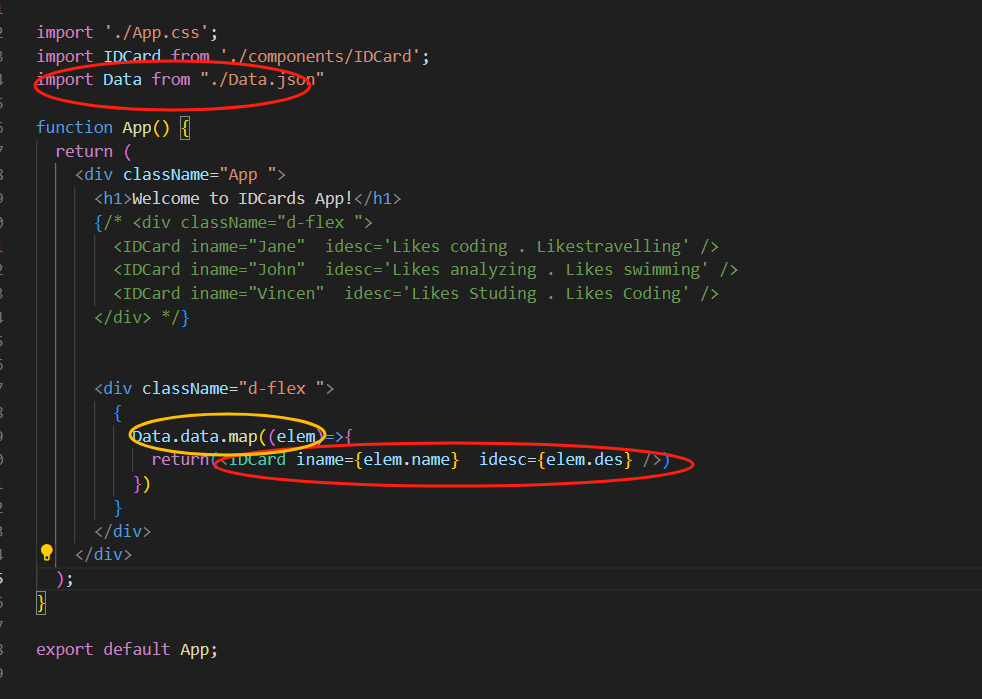 import './App.css';
import IDCard from './components/IDCard';
import Data from "./Data.json"
function App() {
return (
<div className="App ">
<h1>Welcome to IDCards App!</h1>
{/* <div className="d-flex ">
<IDCard iname="Jane"  idesc='Likes coding . Likestravelling' />
<IDCard iname="John"  idesc='Likes analyzing . Likes swimming' />
<IDCard iname="Vincen"  idesc='Likes Studing . Likes Coding' />
</div> */}
<div className="d-flex ">
{
Data.data.map((elem)=>{
return(<IDCard iname={elem.name}  idesc={elem.des} />)
})
}
</div>
</div>
);
}
export default App;